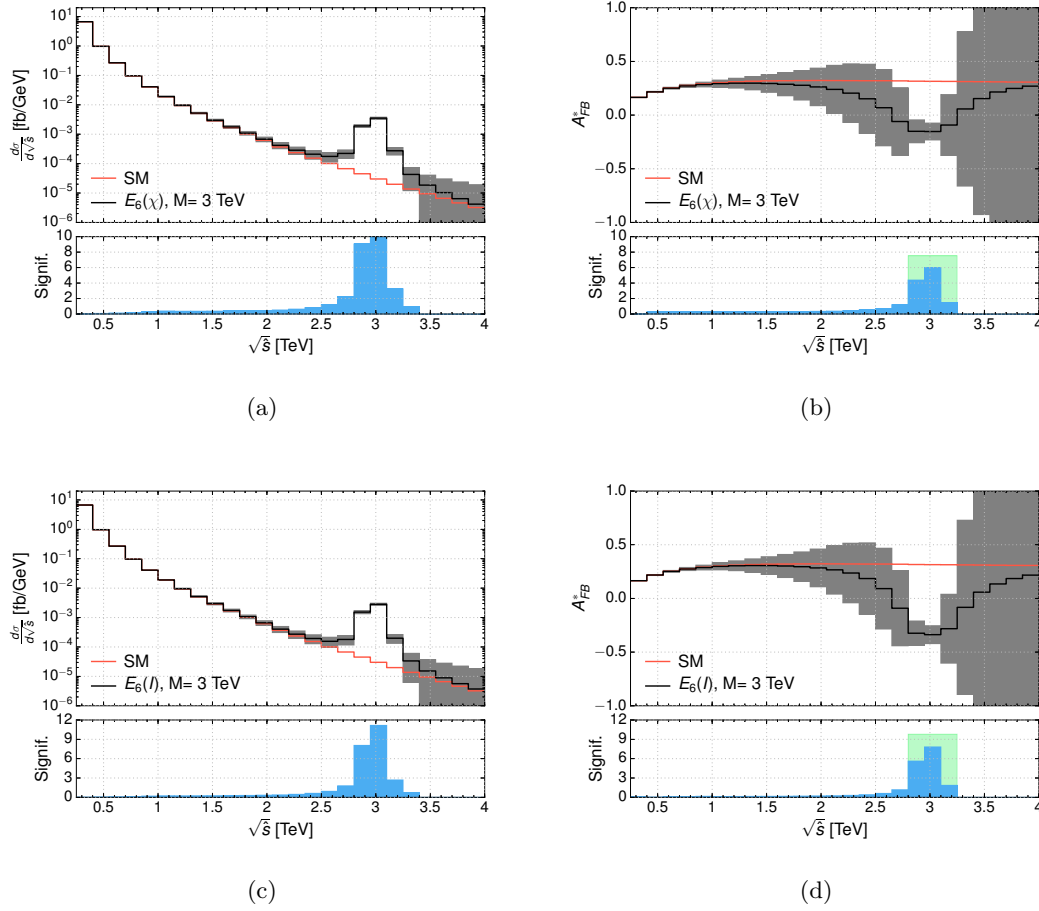 10¹
10⁰
10⁻¹
10⁻²
10⁻³
10⁻⁴
10⁻⁵
10⁻⁶
dσ/d√ŝ [fb/GeV]
SM
E₆(χ), M= 3 TeV
10
8
6
4
2
0
Signif.
0.5 1 1.5 2 2.5 3 3.5 4
√ŝ [TeV]
(a)
1.0
0.5
0.0
−0.5
−1.0
A*FB
SM
E₆(χ), M= 3 TeV
10
8
6
4
2
0
Signif.
0.5 1 1.5 2 2.5 3 3.5 4
√ŝ [TeV]
(b)
10¹
10⁰
10⁻¹
10⁻²
10⁻³
10⁻⁴
10⁻⁵
10⁻⁶
dσ/d√ŝ [fb/GeV]
SM
E₆(I), M= 3 TeV
12
9
6
3
0
Signif.
0.5 1 1.5 2 2.5 3 3.5 4
√ŝ [TeV]
(c)
1.0
0.5
0.0
−0.5
−1.0
A*FB
SM
E₆(I), M= 3 TeV
12
9
6
3
0
Signif.
0.5 1 1.5 2 2.5 3 3.5 4
√ŝ [TeV]
(d)